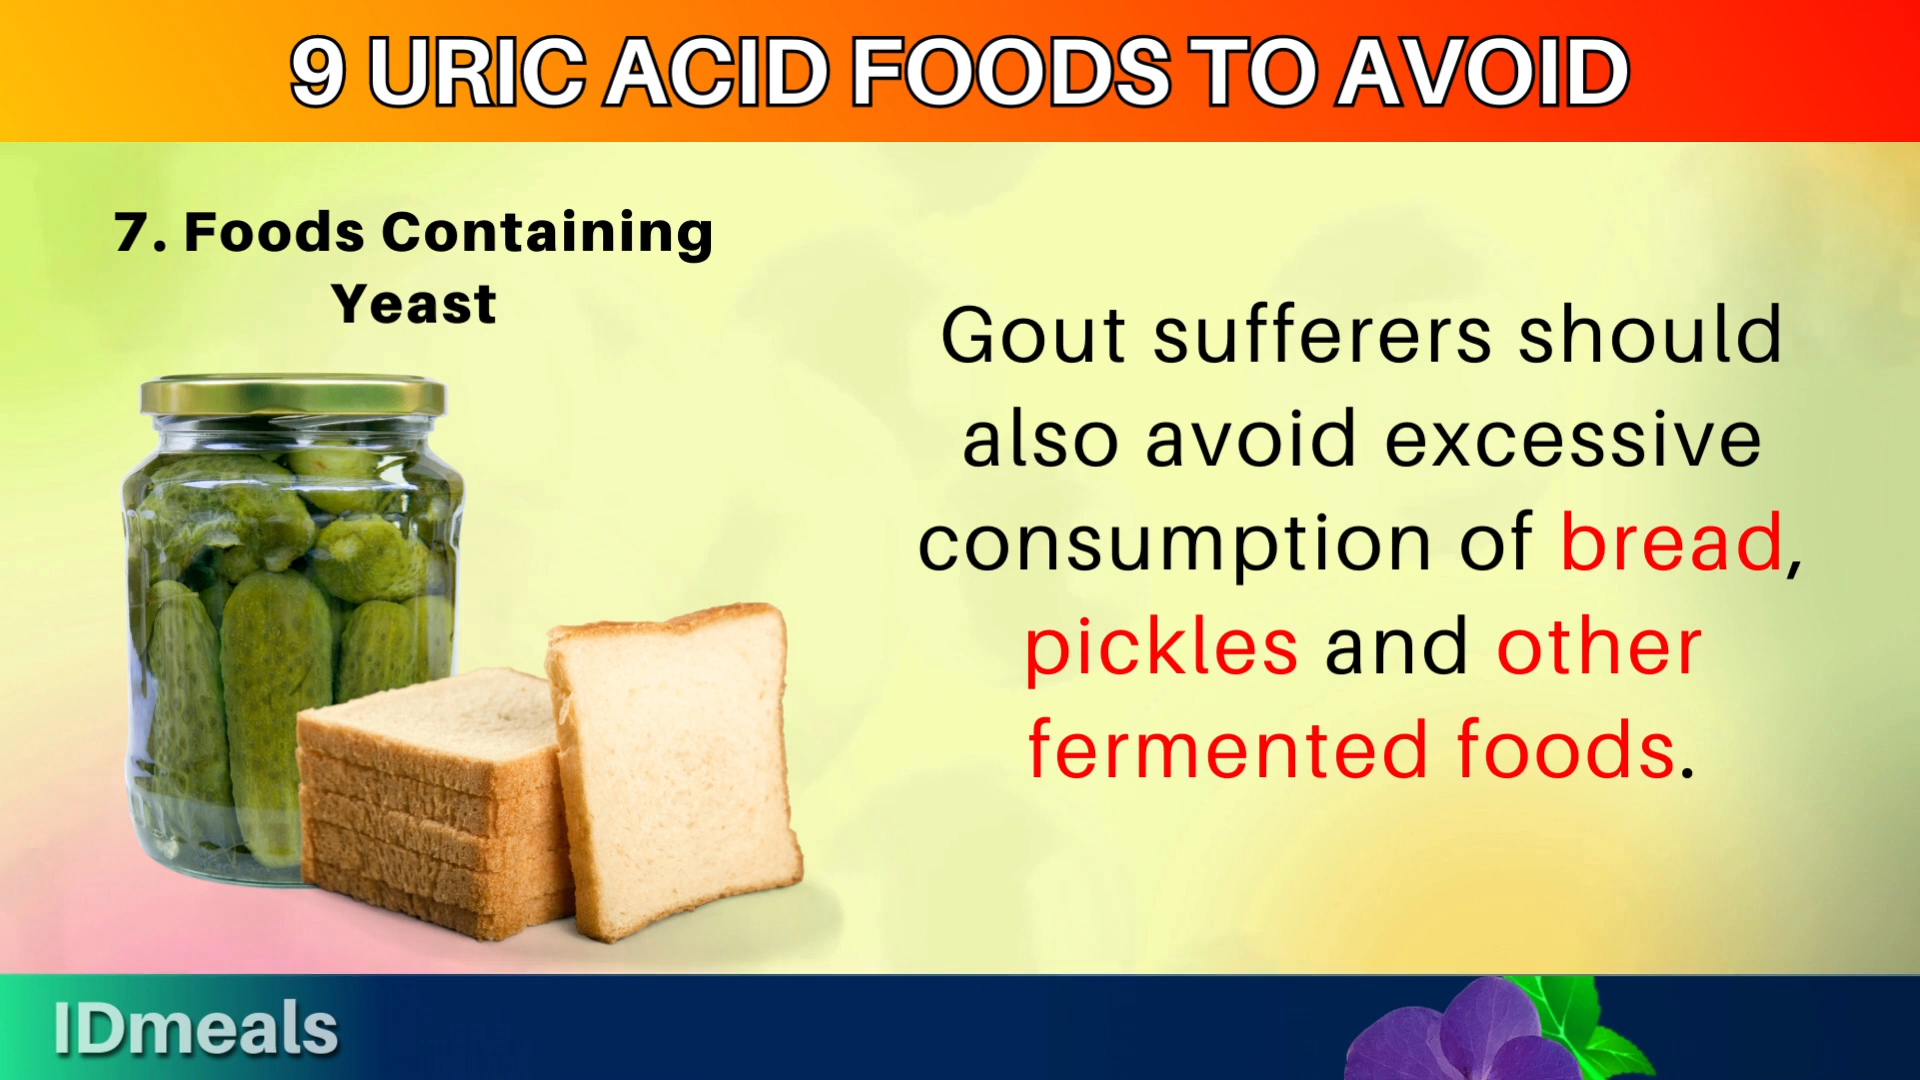 9 URIC ACID FOODS TO AVOID
7. Foods Containing
Yeast
Gout sufferers should
also avoid excessive
consumption of bread,
pickles and other
fermented foods.
IDmeals